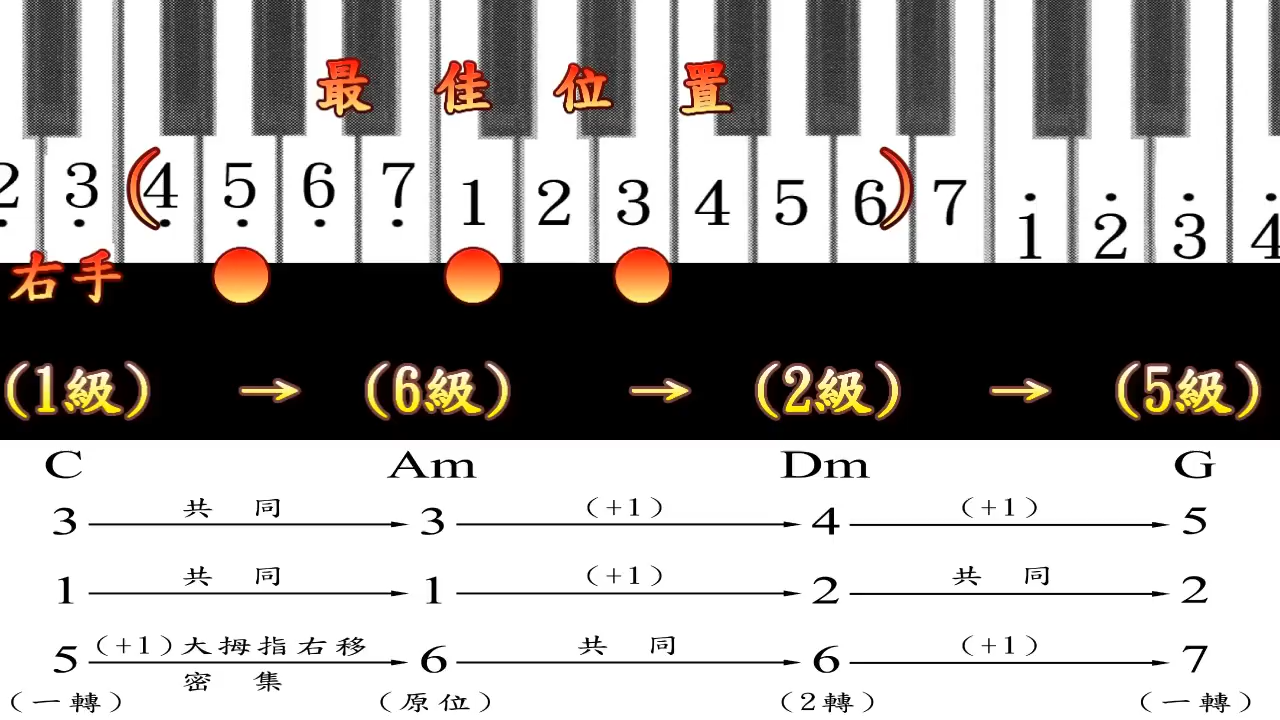 最佳位置
2̣ 3̣ (4̣ 5̣ 6̣ 7̣ 1 2 3 4 5 6) 7 1̇ 2̇ 3̇ 4̇
右手
(1級) → (6級) → (2級) → (5級)
C Am Dm G
3 共同 3 (+1) 4 (+1) 5
1 共同 1 (+1) 2 共同 2
5 (+1)大拇指右移 6 共同 6 (+1) 7
密集
(一轉) (原位) (2轉) (一轉)